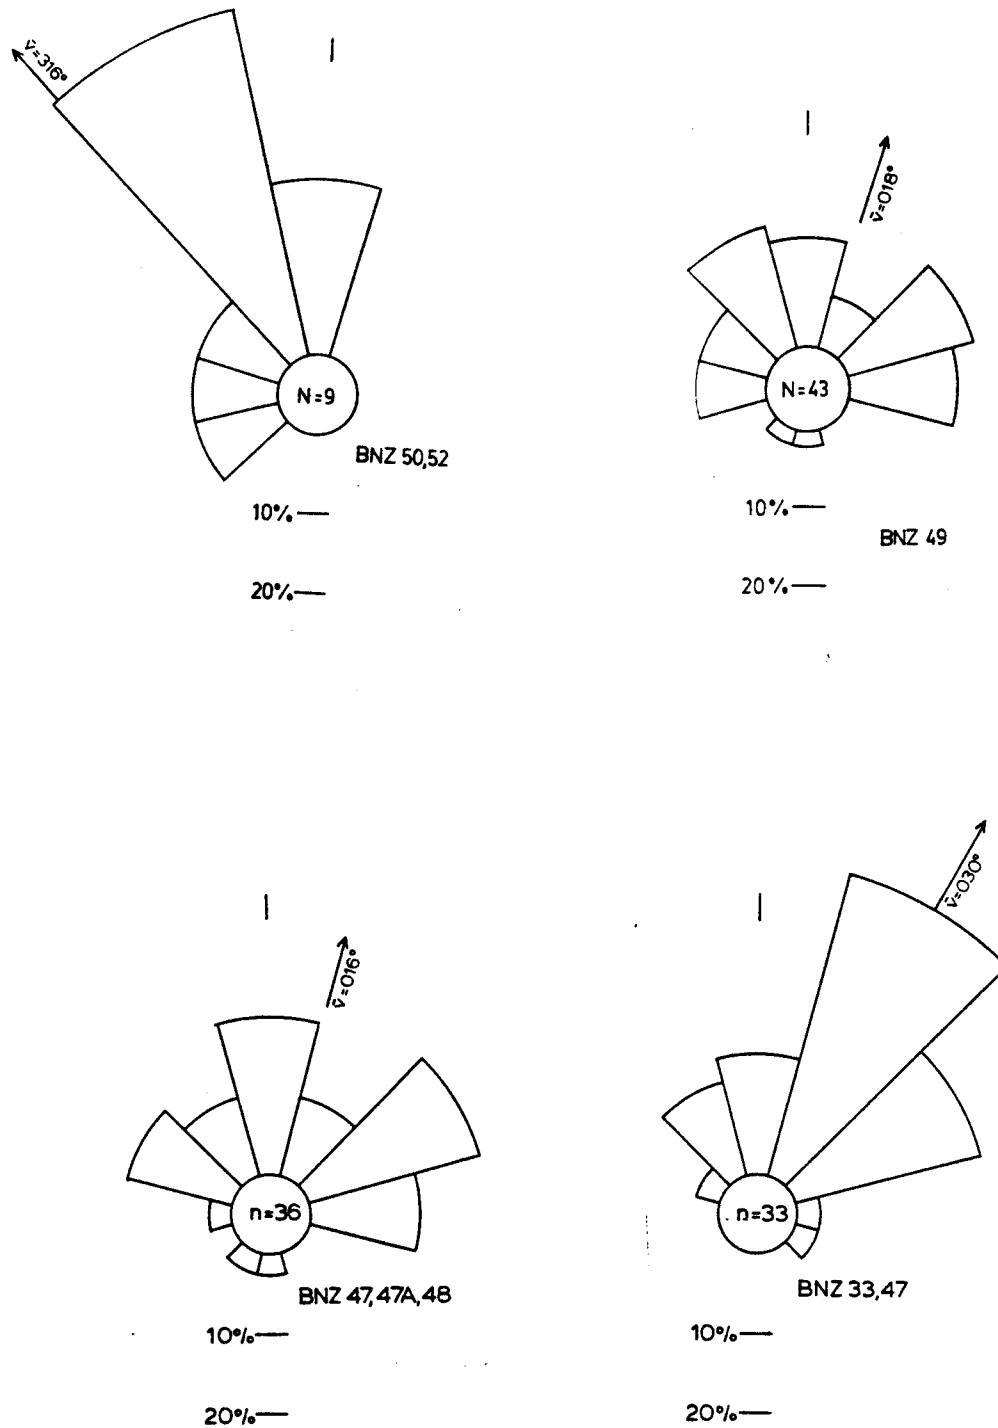 v̄=316°
N=9
BNZ 50,52
10%
20%
v̄=018°
N=43
10%
BNZ 49
20%
v̄=016°
n=36
BNZ 47,47A,48
10%
20%
v̄=030°
n=33
BNZ 33,47
10%
20%